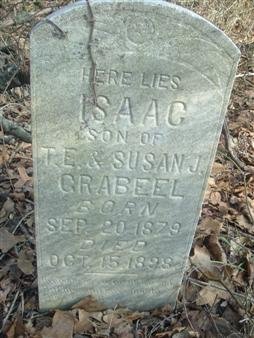 HERE LIES
ISAAC
SON OF
T.E. & SUSAN J.
GRABEEL
BORN
SEP. 20 1879
DIED
OCT. 15, 1898